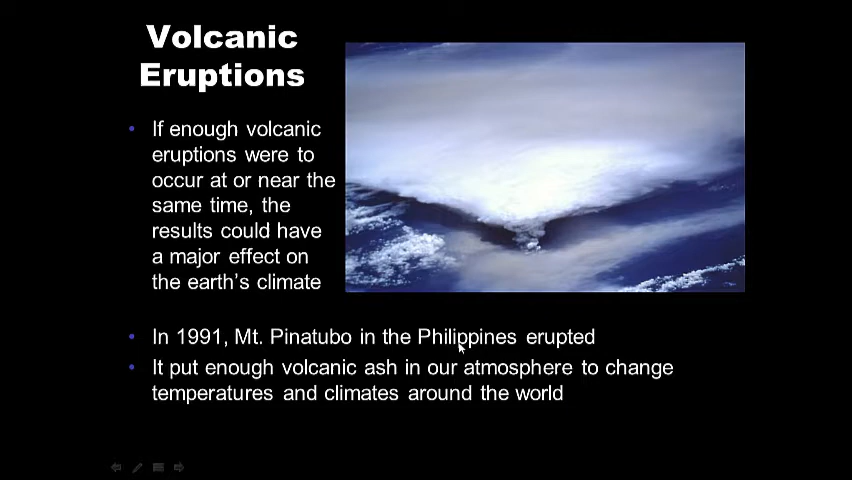 Volcanic
Eruptions
• If enough volcanic
eruptions were to
occur at or near the
same time, the
results could have
a major effect on
the earth's climate
• In 1991, Mt. Pinatubo in the Philippines erupted
• It put enough volcanic ash in our atmosphere to change
temperatures and climates around the world